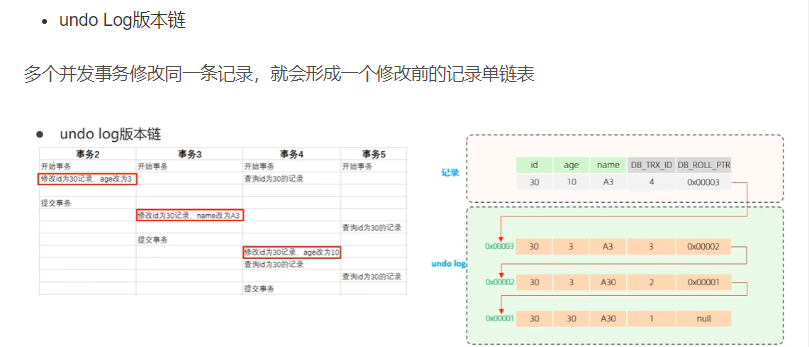 undo Log版本链
多个并发事务修改同一条记录，就会形成一个修改前的记录单链表
undo log版本链
事务2 事务3 事务4 事务5
开始事务 开始事务 开始事务 开始事务
修改id为30记录、age改为3 查询id为30的记录
提交事务
修改id为30记录、name改为A3
查询id为30的记录
提交事务
修改id为30记录、age改为10
查询id为30的记录
查询id为30的记录
提交事务
记录
id age name DB_TRX_ID DB_ROLL_PTR
30 10 A3 4 0x00003
undo log
0x00003 30 3 A3 3 0x00002
0x00002 30 3 A30 2 0x00001
0x00001 30 30 A30 1 null